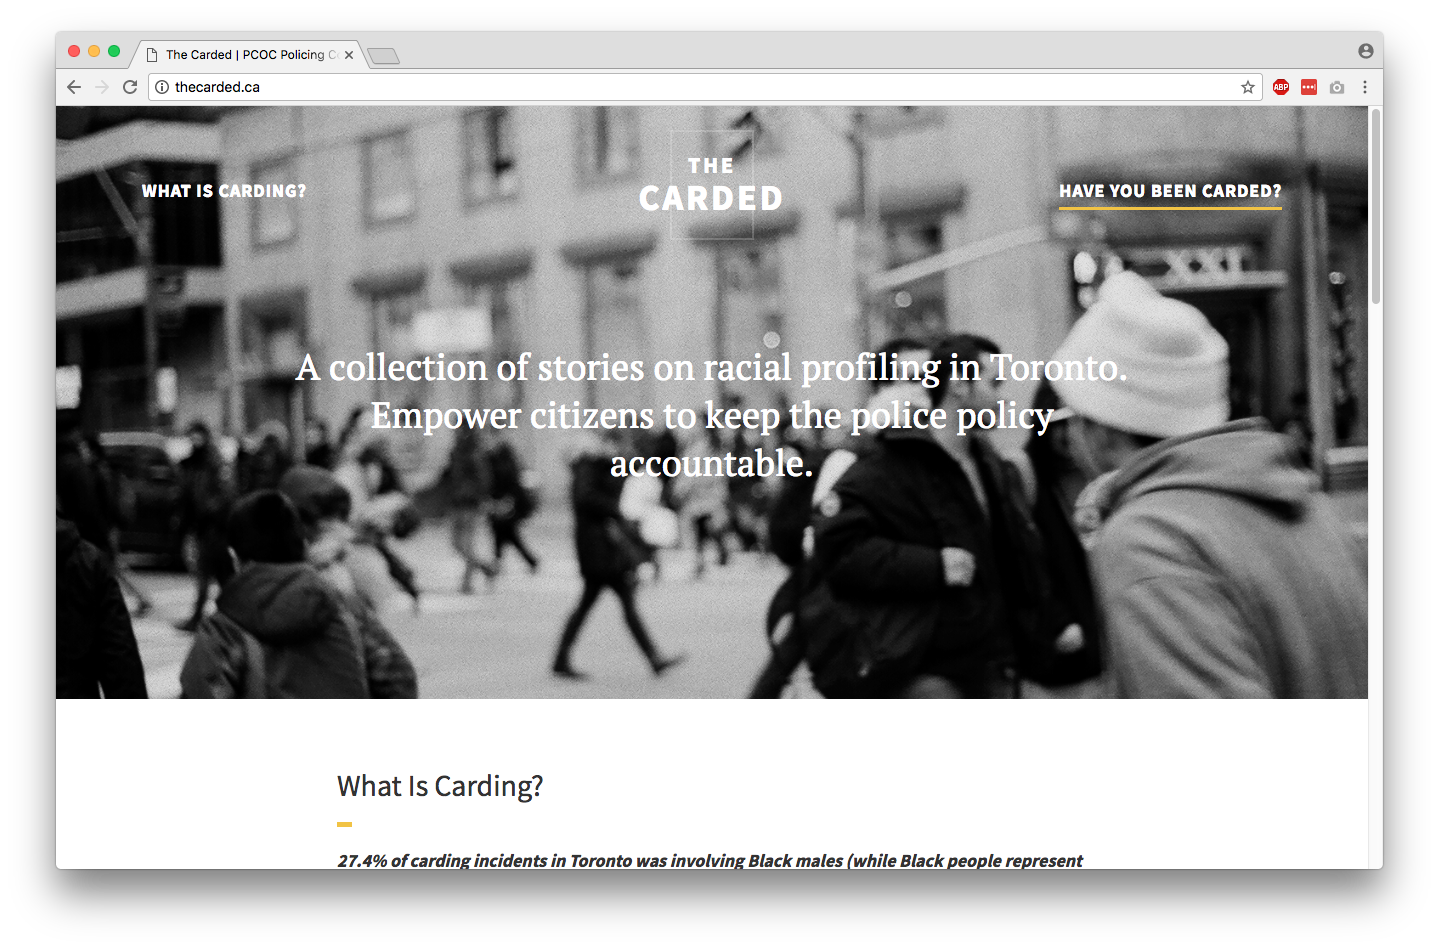 The Carded | PCOC Policing C
thecarded.ca
ABP
WHAT IS CARDING?
THE
CARDED
HAVE YOU BEEN CARDED?
XXI
A collection of stories on racial profiling in Toronto.
Empower citizens to keep the police policy
accountable.
What Is Carding?
27.4% of carding incidents in Toronto was involving Black males (while Black people represent